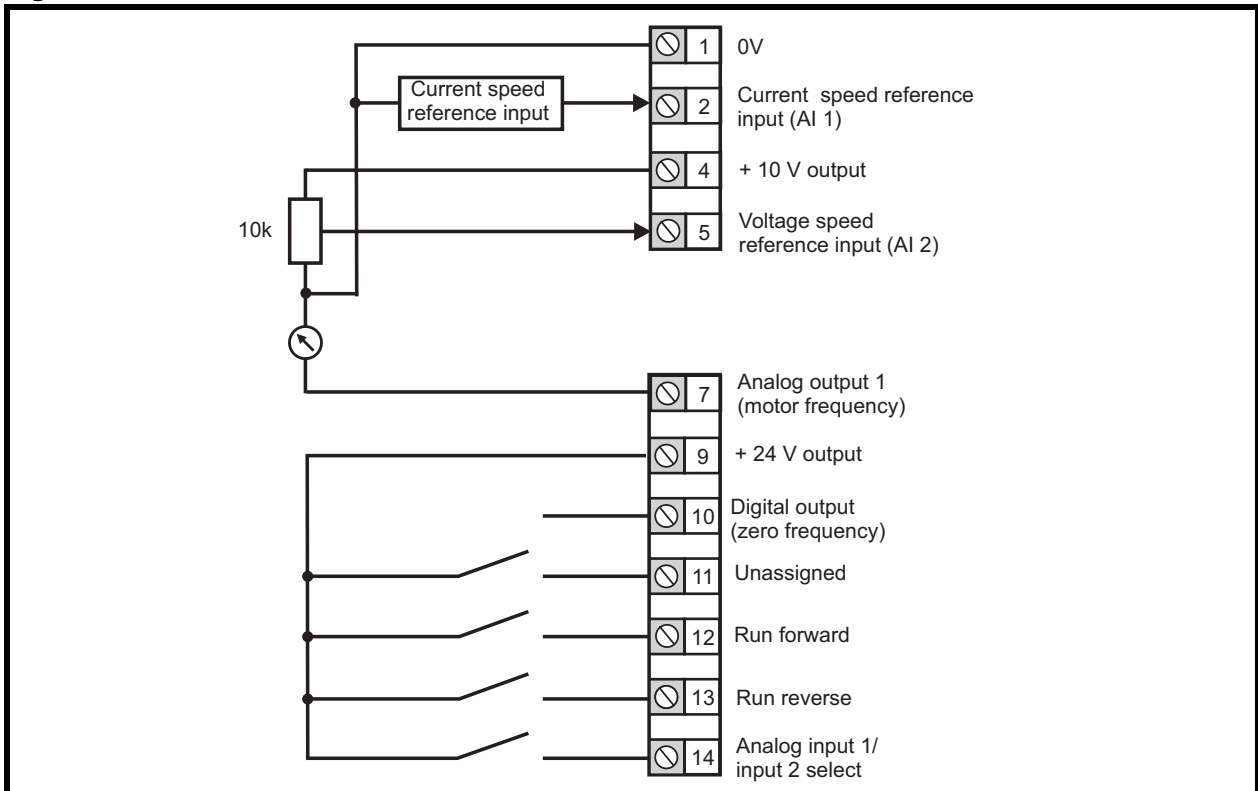 1 0V
Current speed
reference input
2 Current speed reference
input (AI 1)
4 + 10 V output
10k
5 Voltage speed
reference input (AI 2)
7 Analog output 1
(motor frequency)
9 + 24 V output
10 Digital output
(zero frequency)
11 Unassigned
12 Run forward
13 Run reverse
14 Analog input 1/
input 2 select